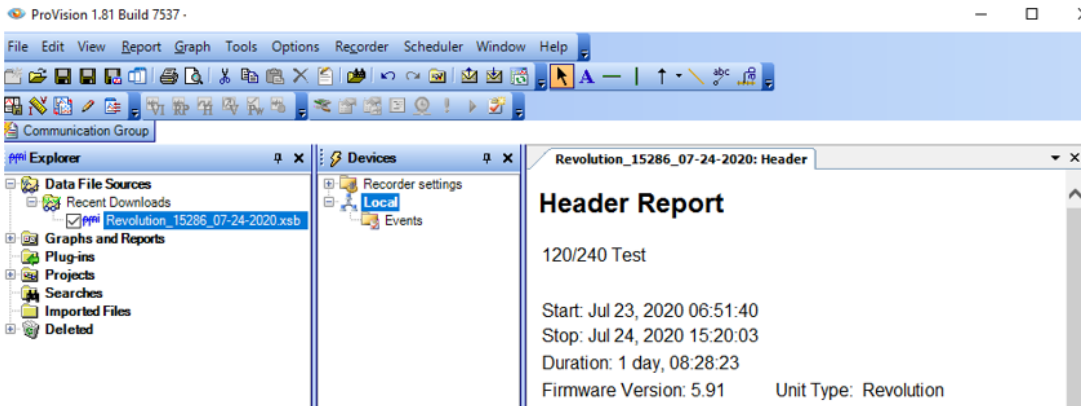 ProVision 1.81 Build 7537 -
File Edit View Report Graph Tools Options Recorder Scheduler Window Help
Communication Group
pmi Explorer
Data File Sources
Recent Downloads
pmi Revolution_15286_07-24-2020.xsb
Graphs and Reports
Plug-ins
Projects
Searches
Imported Files
Deleted
Devices
Recorder settings
Local
Events
Revolution_15286_07-24-2020: Header
Header Report
120/240 Test
Start: Jul 23, 2020 06:51:40
Stop: Jul 24, 2020 15:20:03
Duration: 1 day, 08:28:23
Firmware Version: 5.91 Unit Type: Revolution